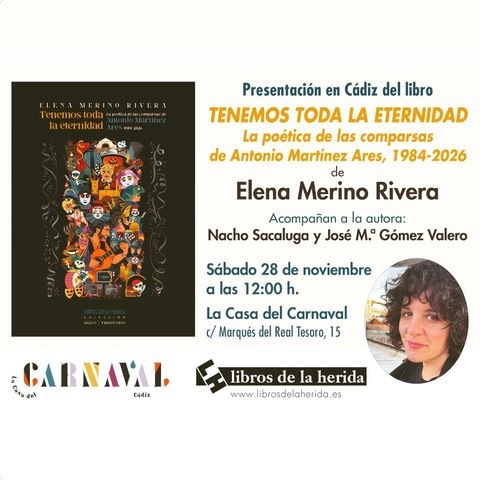 ELENA MERINO RIVERA
Tenemos toda
la eternidad
La poética de las comparsas de
Antonio Martínez
Ares 1984-2026
LIBROS DE LA HERIDA
COLECCIÓN
Presentación en Cádiz del libro
TENEMOS TODA LA ETERNIDAD
La poética de las comparsas
de Antonio Martínez Ares, 1984-2026
de
Elena Merino Rivera
Acompañan a la autora:
Nacho Sacaluga y José M.ª Gómez Valero
Sábado 28 de noviembre
a las 12:00 h.
La Casa del Carnaval
c/ Marqués del Real Tesoro, 15
La Casa del
CARNAVAL
Cádiz
LH libros de la herida
www.librosdelaherida.es